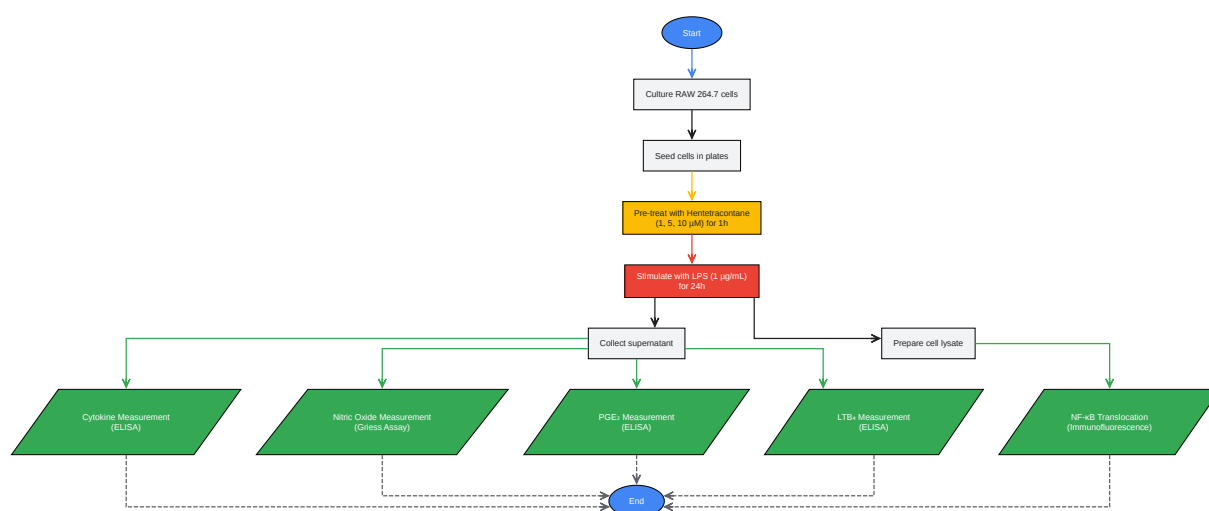 Start
Culture RAW 264.7 cells
Seed cells in plates
Pre-treat with Hentetracontane
(1, 5, 10 µM) for 1h
Stimulate with LPS (1 µg/mL)
for 24h
Collect supernatant
Prepare cell lysate
Cytokine Measurement
(ELISA)
Nitric Oxide Measurement
(Griess Assay)
PGE₂ Measurement
(ELISA)
LTB₄ Measurement
(ELISA)
NF-κB Translocation
(Immunofluorescence)
End